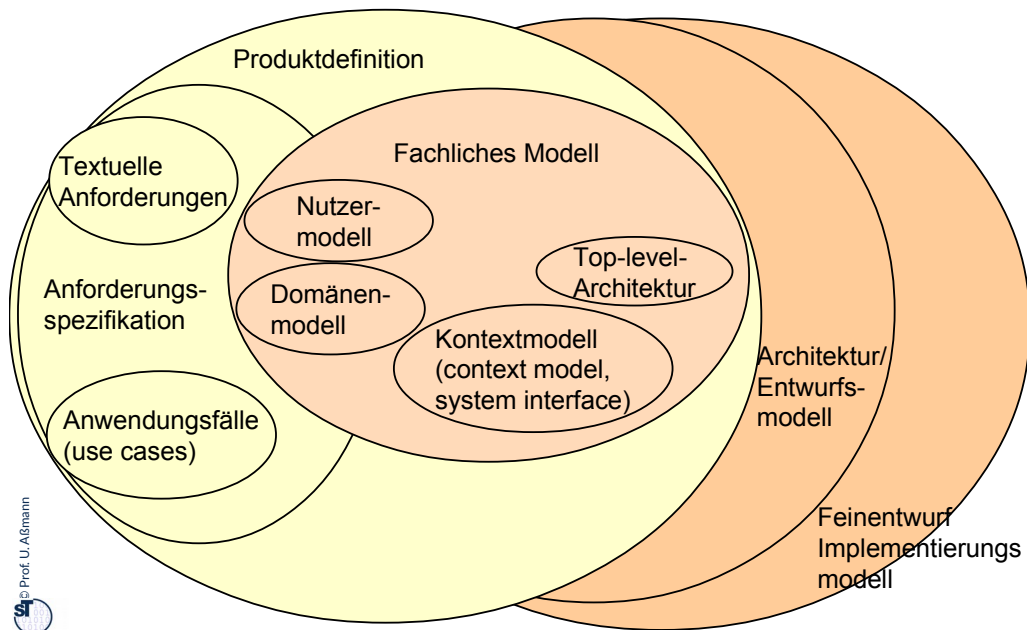 Produktdefinition
Textuelle
Anforderungen
Fachliches Modell
Nutzer-
modell
Top-level-
Architektur
Anforderungs-
spezifikation
Domänen-
modell
Kontextmodell
(context model,
system interface)
Architektur/
Entwurfs-
modell
Anwendungsfälle
(use cases)
Feinentwurf
Implementierungs
modell
© Prof. U. Aßmann
ST